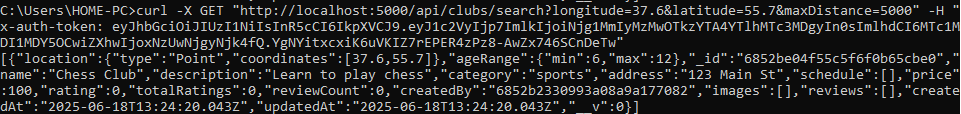 C:\Users\HOME-PC>curl -X GET "http://localhost:5000/api/clubs/search?longitude=37.6&latitude=55.7&maxDistance=5000" -H "
x-auth-token: eyJhbGciOiJIUzI1NiIsInR5cCI6IkpXVCJ9.eyJ1c2VyIjp7ImlkIjoiNjg1MmIyMzMwOTkzYTA4YTlhMTc3MDgyIn0sImlhdCI6MTc1M
DI1MDY5OCwiZXhwIjoxNzUwNjgyNjk4fQ.YgNYitxcxiK6uVKIZ7rEPER4zPz8-AwZx746SCnDeTw"
[{"location":{"type":"Point","coordinates":[37.6,55.7]},"ageRange":{"min":6,"max":12},"_id":"6852be04f55c5f6f0b65cbe0","
name":"Chess Club","description":"Learn to play chess","category":"sports","address":"123 Main St","schedule":[],"price"
:100,"rating":0,"totalRatings":0,"reviewCount":0,"createdBy":"6852b2330993a08a9a177082","images":[],"reviews":[],"create
dAt":"2025-06-18T13:24:20.043Z","updatedAt":"2025-06-18T13:24:20.043Z","__v":0}]